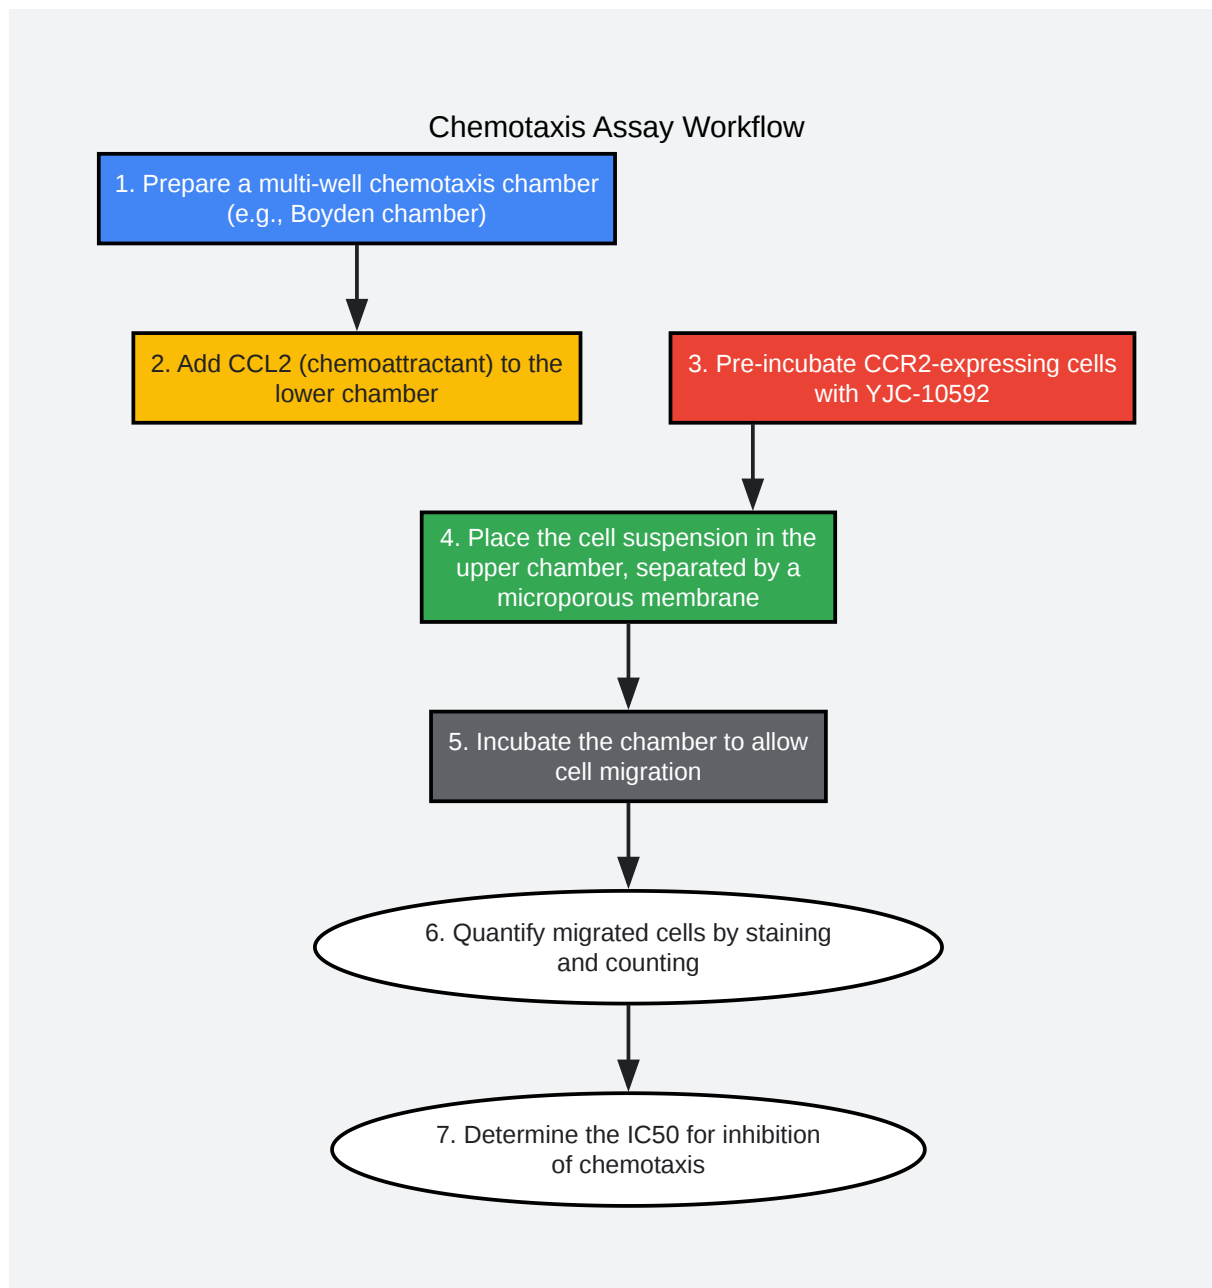 Chemotaxis Assay Workflow
1. Prepare a multi-well chemotaxis chamber
(e.g., Boyden chamber)
2. Add CCL2 (chemoattractant) to the
lower chamber
3. Pre-incubate CCR2-expressing cells
with YJC-10592
4. Place the cell suspension in the
upper chamber, separated by a
microporous membrane
5. Incubate the chamber to allow
cell migration
6. Quantify migrated cells by staining
and counting
7. Determine the IC50 for inhibition
of chemotaxis